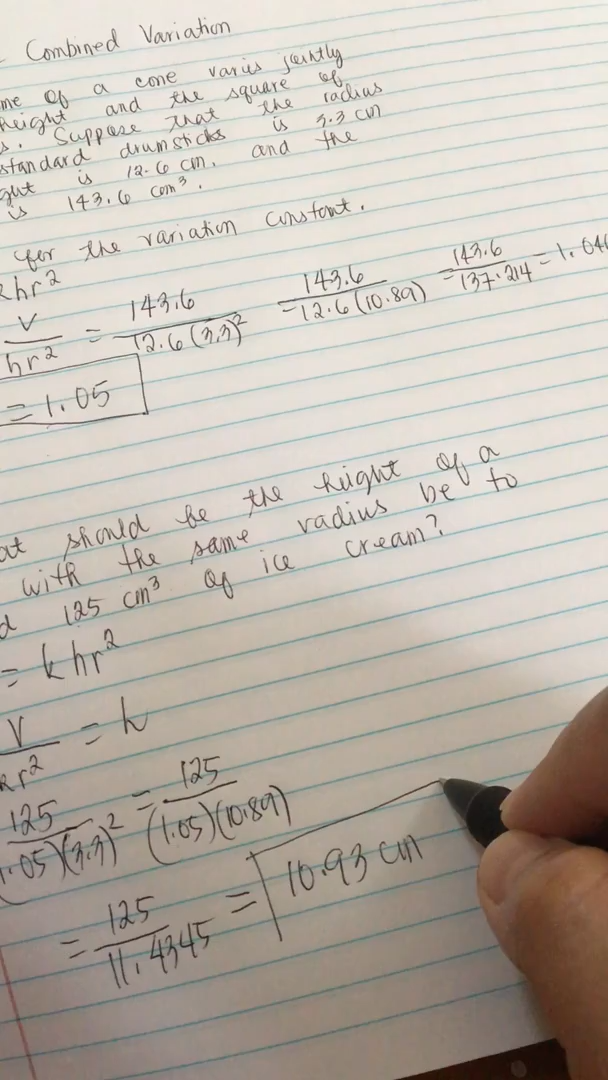 Combined Variation
me of a cone varies jointly
height and the square of
s. Suppose that the radius
standard drumsticks is 3.3 cm
ght is 12.6 cm, and the
is 143.6 cm³.
for the variation constant.
khr²
V/hr² = 143.6/12.6(3.3)² = 143.6/12.6(10.89) = 143.6/137.214 = 1.046
= 1.05
at should be the height of a
with the same radius be to
d 125 cm³ of ice cream?
= khr²
V/kr² = h
125/(1.05)(3.3)² = 125/(1.05)(10.89)
= 125/11.4345 = 10.93 cm